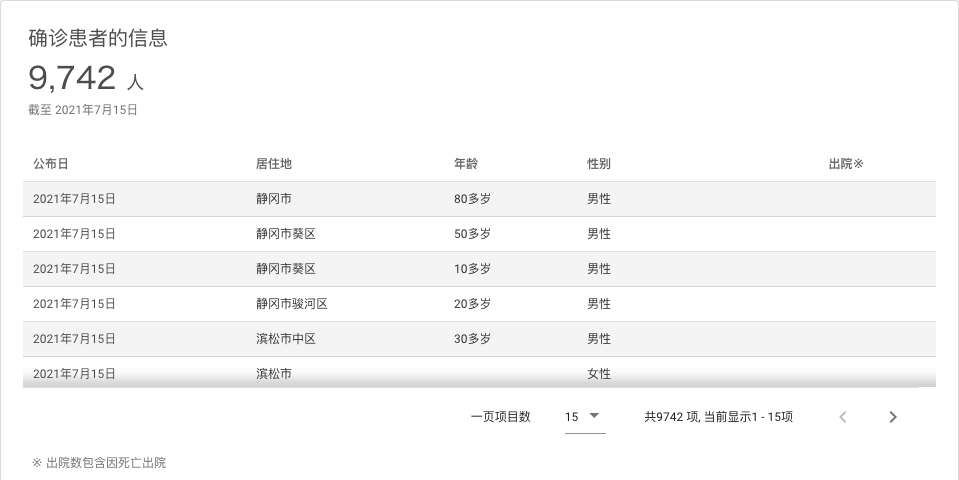 确诊患者的信息
9,742 人
截至 2021年7月15日
公布日 居住地 年龄 性别 出院※
2021年7月15日 静冈市 80多岁 男性
2021年7月15日 静冈市葵区 50多岁 男性
2021年7月15日 静冈市葵区 10多岁 男性
2021年7月15日 静冈市骏河区 20多岁 男性
2021年7月15日 滨松市中区 30多岁 男性
2021年7月15日 滨松市 女性
一页项目数 15 共9742 项, 当前显示1 - 15项
※ 出院数包含因死亡出院